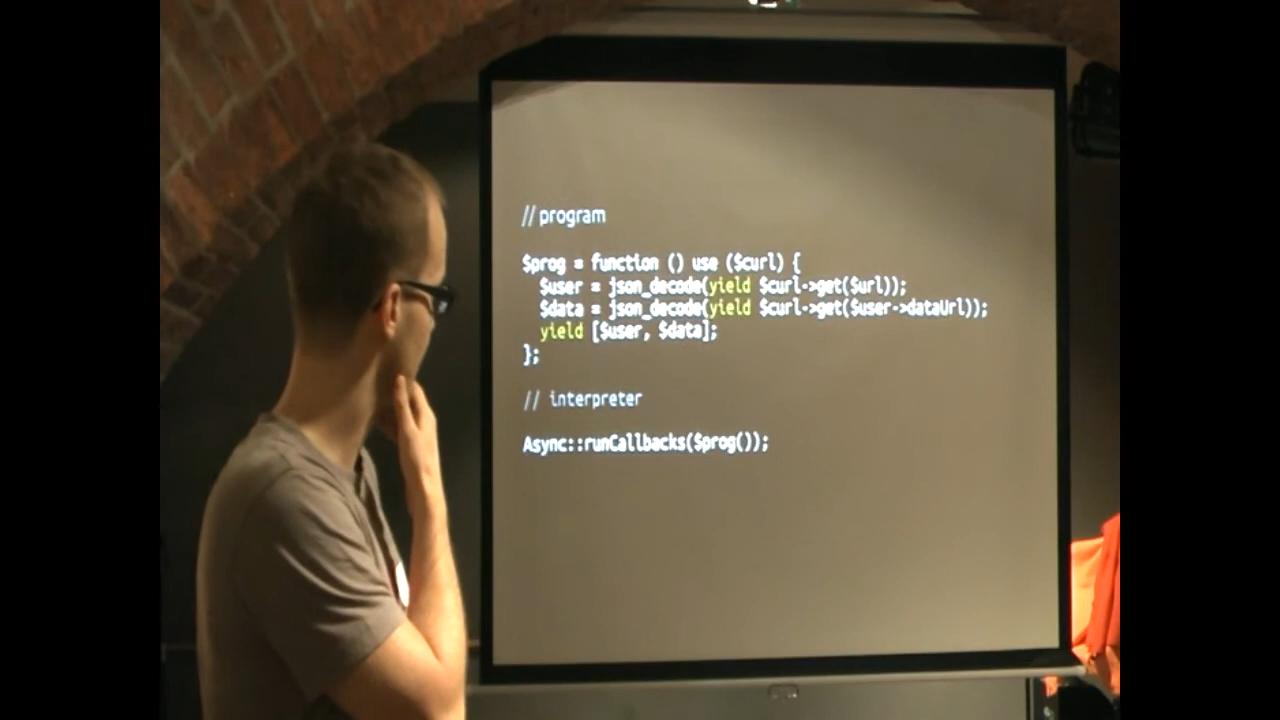 // program
$prog = function () use ($curl) {
$user = json_decode(yield $curl->get($url));
$data = json_decode(yield $curl->get($user->dataUrl));
yield [$user, $data];
};
// interpreter
Async::runCallbacks($prog());